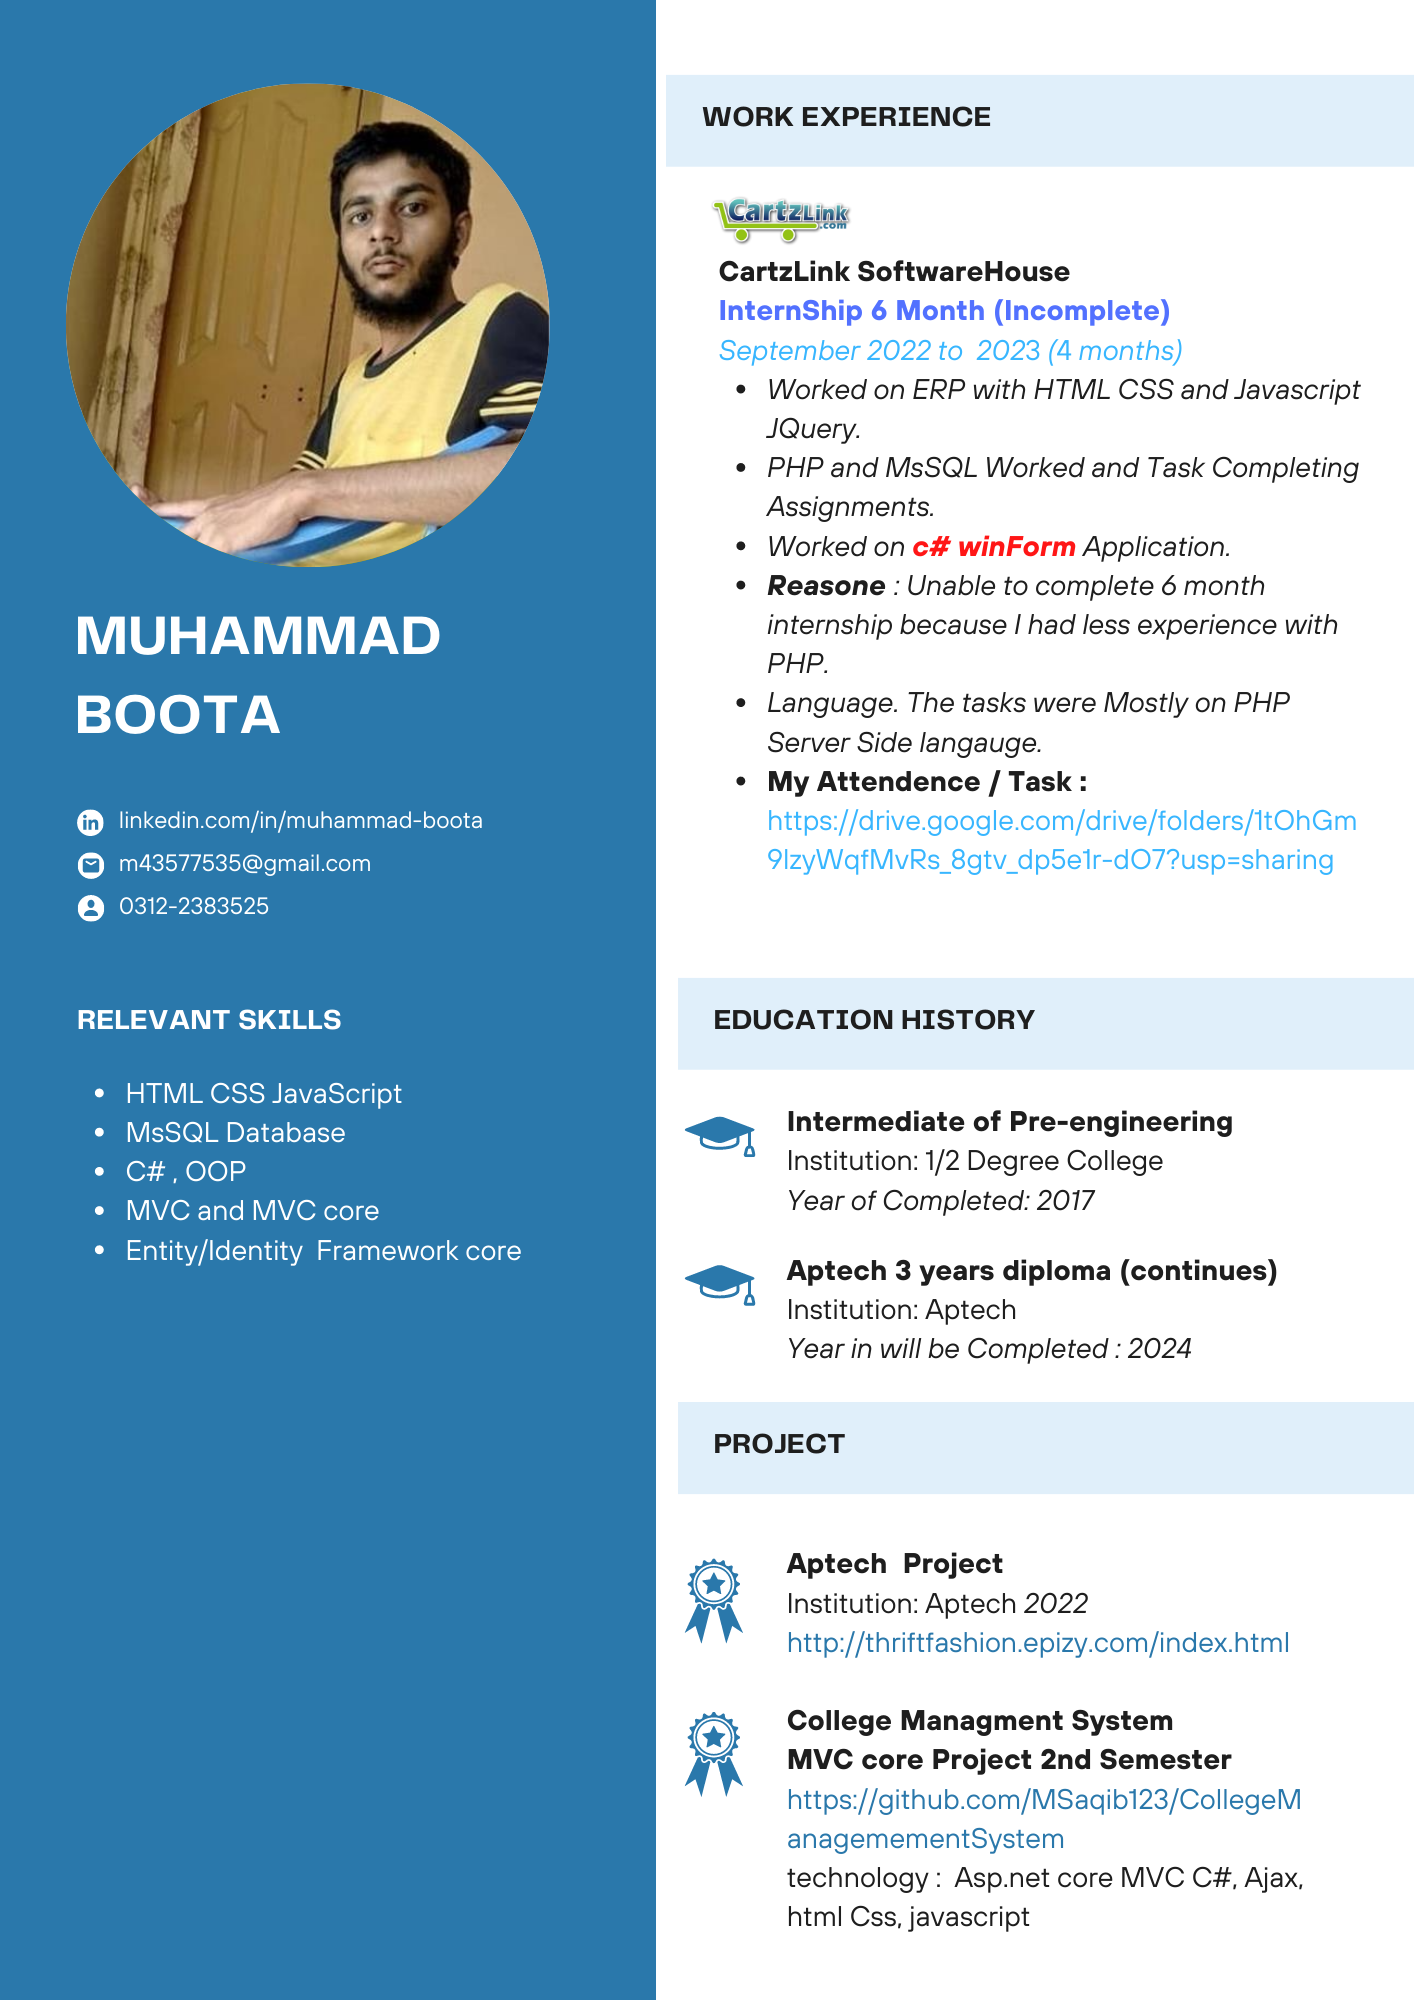 MUHAMMAD
BOOTA
linkedin.com/in/muhammad-boota
m43577535@gmail.com
0312-2383525
RELEVANT SKILLS
• HTML CSS JavaScript
• MsSQL Database
• C# , OOP
• MVC and MVC core
• Entity/Identity  Framework core
WORK EXPERIENCE
CartzLink.com
CartzLink SoftwareHouse
InternShip 6 Month (Incomplete)
September 2022 to  2023 (4 months)
• Worked on ERP with HTML CSS and Javascript
JQuery.
• PHP and MsSQL Worked and Task Completing
Assignments.
• Worked on c# winForm Application.
• Reasone : Unable to complete 6 month
internship because I had less experience with
PHP.
• Language. The tasks were Mostly on PHP
Server Side langauge.
• My Attendence / Task :
https://drive.google.com/drive/folders/1tOhGm
9IzyWqfMvRs_8gtv_dp5e1r-dO7?usp=sharing
EDUCATION HISTORY
Intermediate of Pre-engineering
Institution: 1/2 Degree College
Year of Completed: 2017
Aptech 3 years diploma (continues)
Institution: Aptech
Year in will be Completed : 2024
PROJECT
Aptech  Project
Institution: Aptech 2022
http://thriftfashion.epizy.com/index.html
College Managment System
MVC core Project 2nd Semester
https://github.com/MSaqib123/CollegeM
anagemementSystem
technology :  Asp.net core MVC C#, Ajax,
html Css, javascript